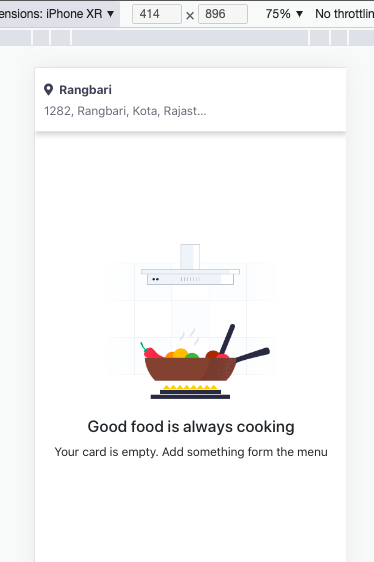 ensions: iPhone XR ▼ 414 × 896 75% ▼ No throttlin
Rangbari
1282, Rangbari, Kota, Rajast...
Good food is always cooking
Your card is empty. Add something form the menu